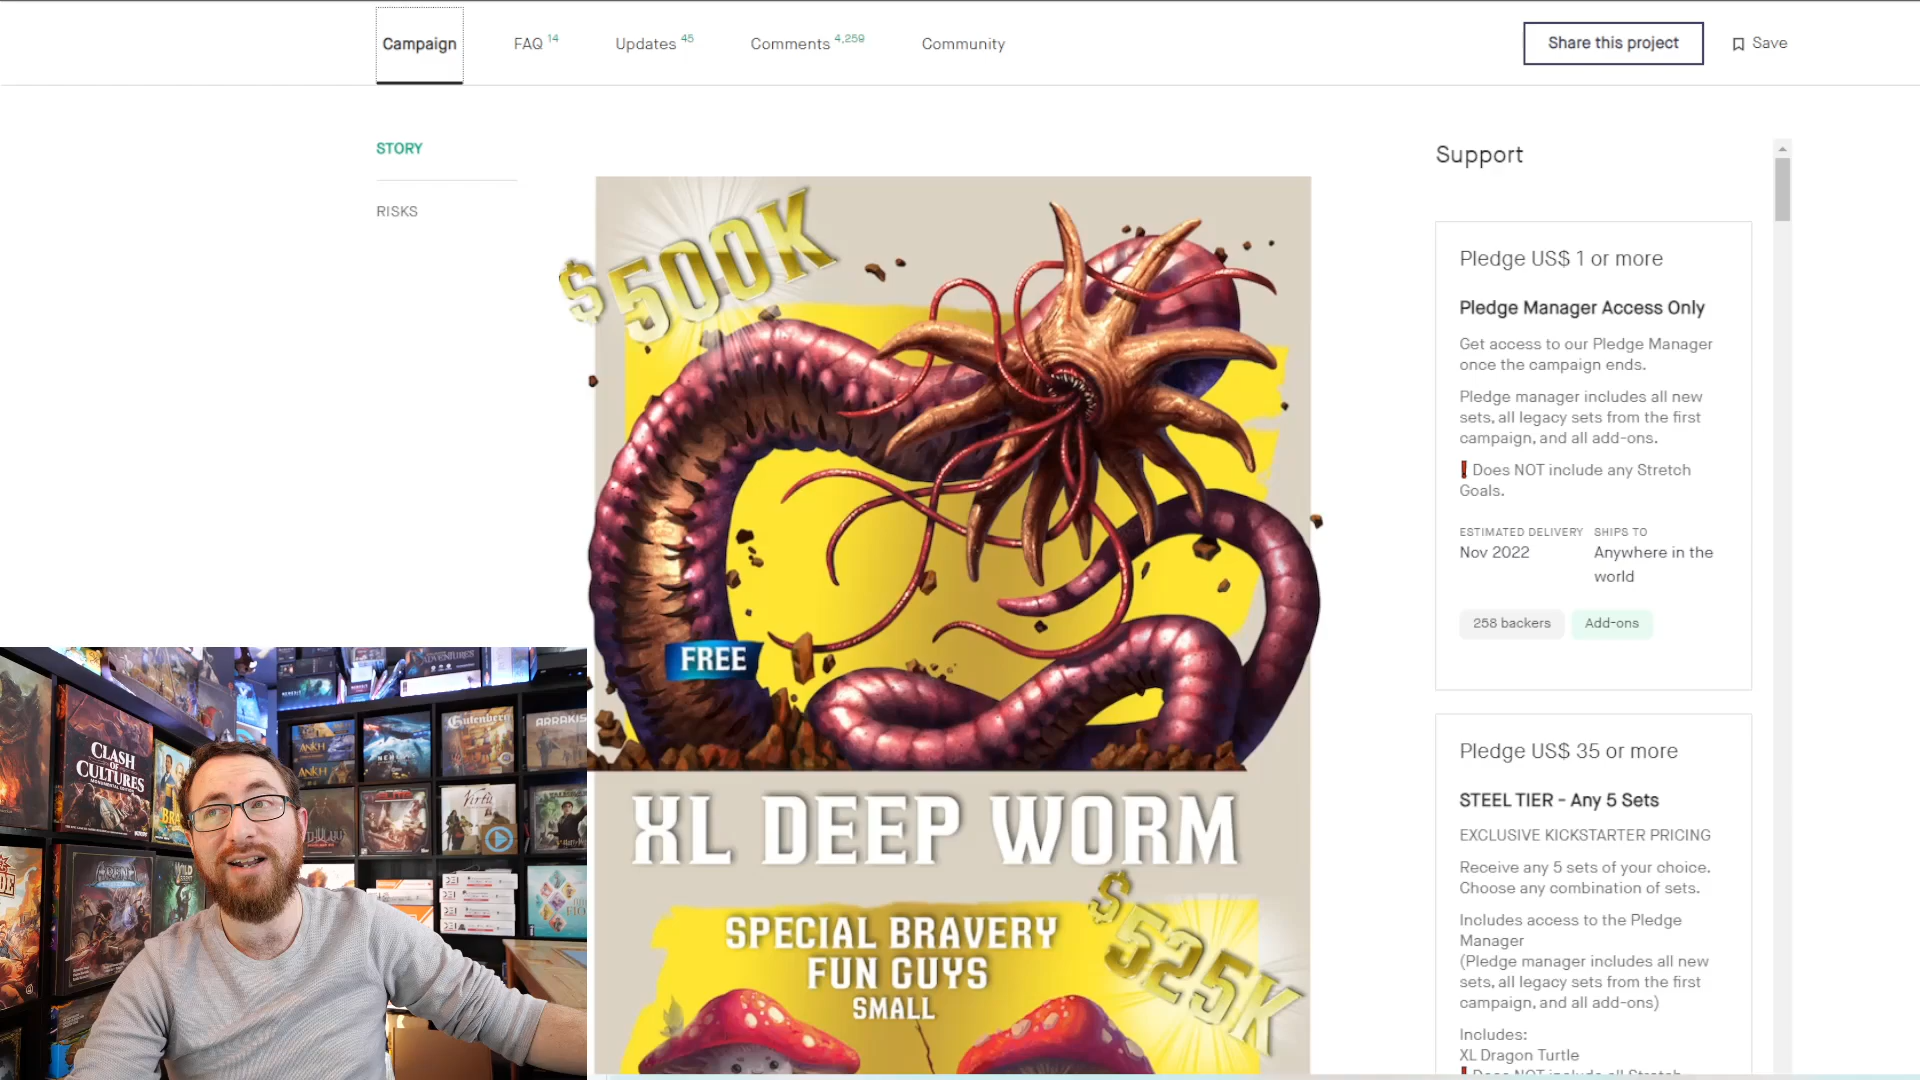 Campaign
FAQ 14
Updates 45
Comments 4,259
Community
Share this project
Save
STORY
RISKS
$500K
FREE
XL DEEP WORM
SPECIAL BRAVERY
FUN GUYS
SMALL
$525K
Support
Pledge US$ 1 or more
Pledge Manager Access Only
Get access to our Pledge Manager
once the campaign ends.
Pledge manager includes all new
sets, all legacy sets from the first
campaign, and all add-ons.
❗Does NOT include any Stretch
Goals.
ESTIMATED DELIVERY
Nov 2022
SHIPS TO
Anywhere in the
world
258 backers
Add-ons
Pledge US$ 35 or more
STEEL TIER - Any 5 Sets
EXCLUSIVE KICKSTARTER PRICING
Receive any 5 sets of your choice.
Choose any combination of sets.
Includes access to the Pledge
Manager
(Pledge manager includes all new
sets, all legacy sets from the first
campaign, and all add-ons)
Includes:
XL Dragon Turtle
CLASH
OF
CULTURES
MONUMENTAL EDITION
ANKH
ANKH
Gutenberg
ARRAKIS
Virtù